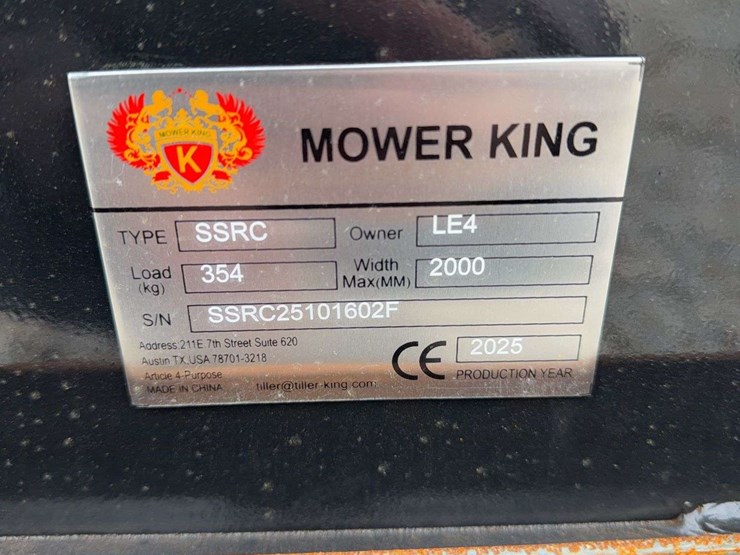 MOWER KING
K
MOWER KING
TYPE SSRC Owner LE4
Load (kg) 354 Width Max(MM) 2000
S/N SSRC25101602F
Address:211E 7th Street Suite 620
Austin TX.USA 78701-3218
Article 4-Purpose
MADE IN CHINA tiller@tiller-king.com
CE 2025
PRODUCTION YEAR